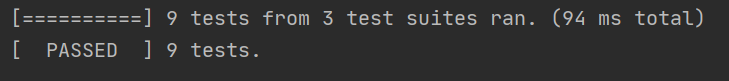 [==========] 9 tests from 3 test suites ran. (94 ms total)
[  PASSED  ] 9 tests.